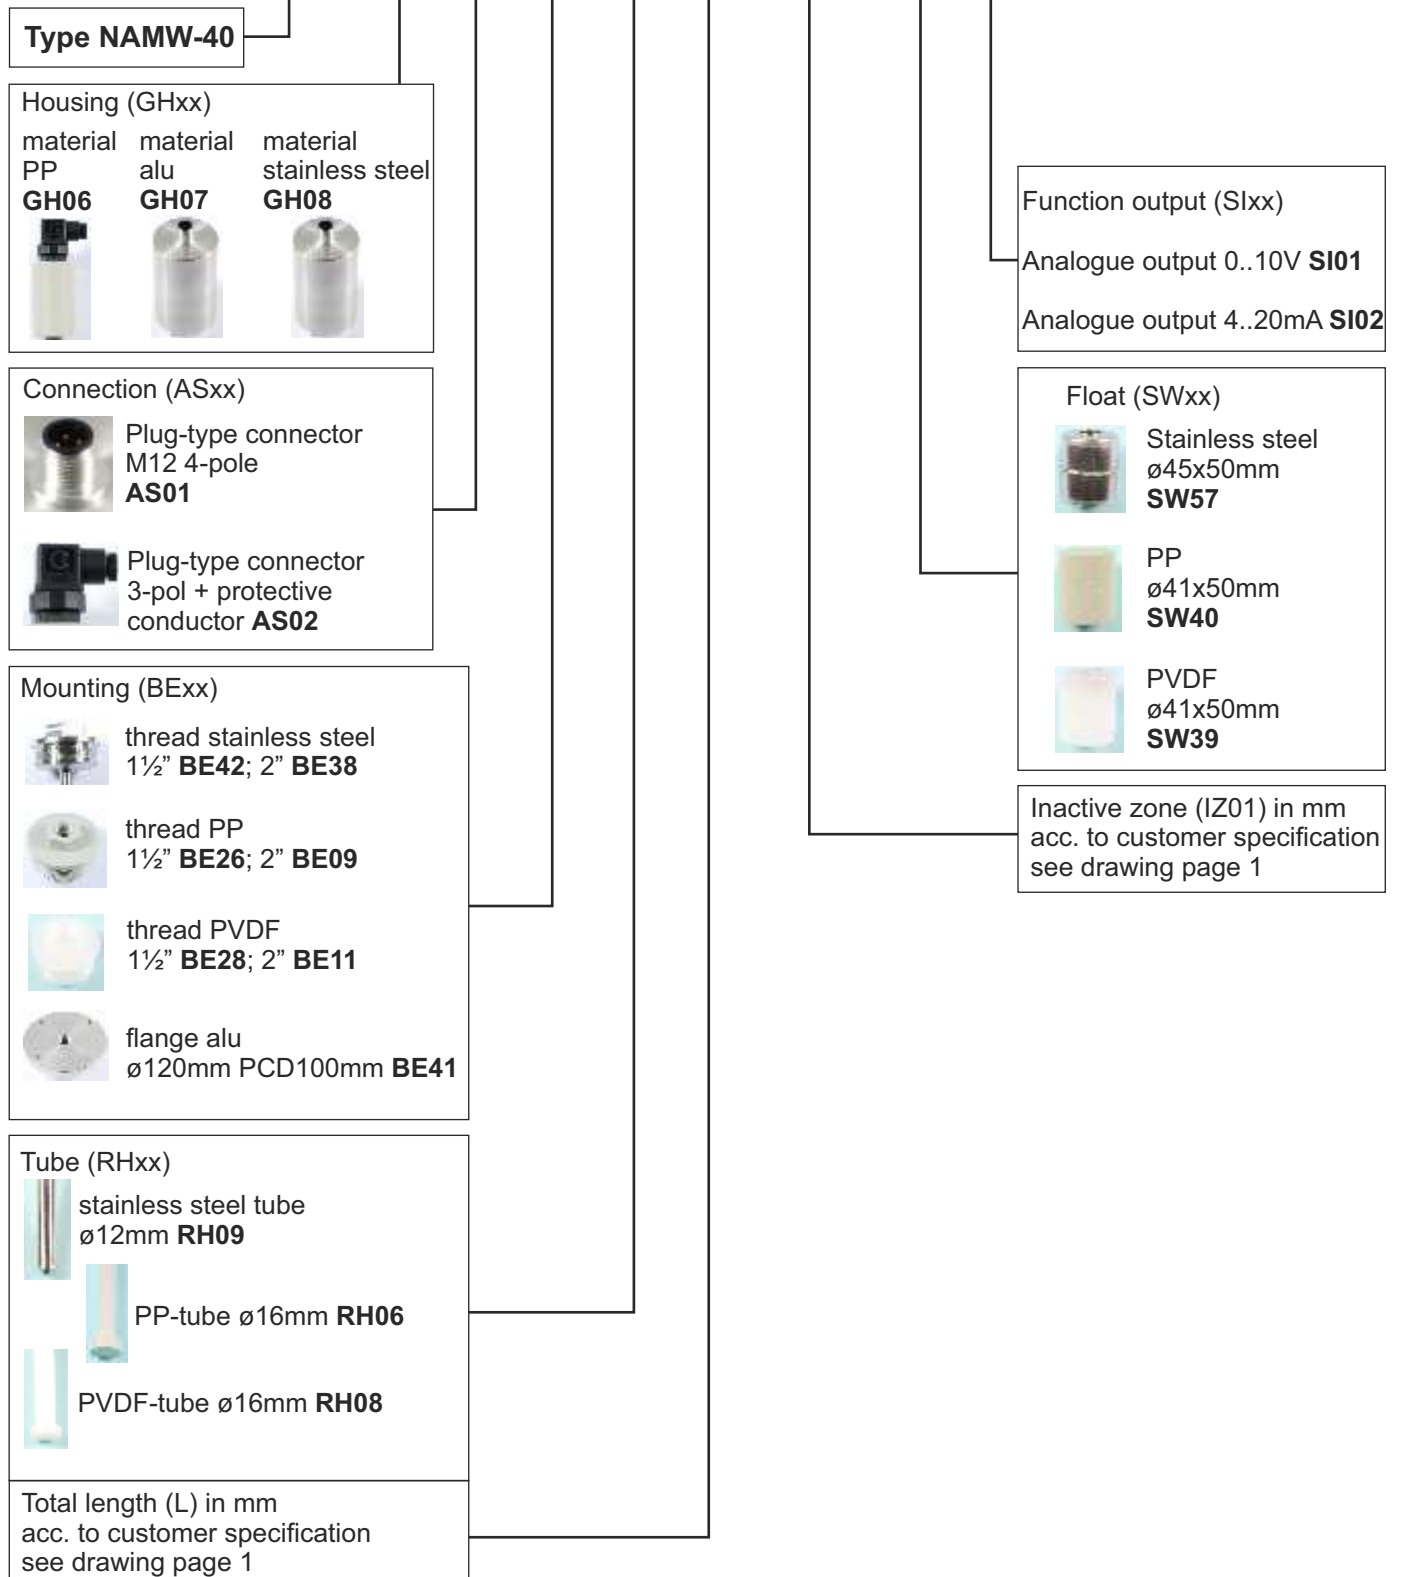 Type NAMW-40
Housing (GHxx)
material material material
PP alu stainless steel
GH06 GH07 GH08
Connection (ASxx)
Plug-type connector
M12 4-pole
AS01
Plug-type connector
3-pol + protective
conductor AS02
Mounting (BExx)
thread stainless steel
1½” BE42; 2” BE38
thread PP
1½” BE26; 2” BE09
thread PVDF
1½” BE28; 2” BE11
flange alu
ø120mm PCD100mm BE41
Tube (RHxx)
stainless steel tube
ø12mm RH09
PP-tube ø16mm RH06
PVDF-tube ø16mm RH08
Total length (L) in mm
acc. to customer specification
see drawing page 1
Function output (SIxx)
Analogue output 0..10V SI01
Analogue output 4..20mA SI02
Float (SWxx)
Stainless steel
ø45x50mm
SW57
PP
ø41x50mm
SW40
PVDF
ø41x50mm
SW39
Inactive zone (IZ01) in mm
acc. to customer specification
see drawing page 1